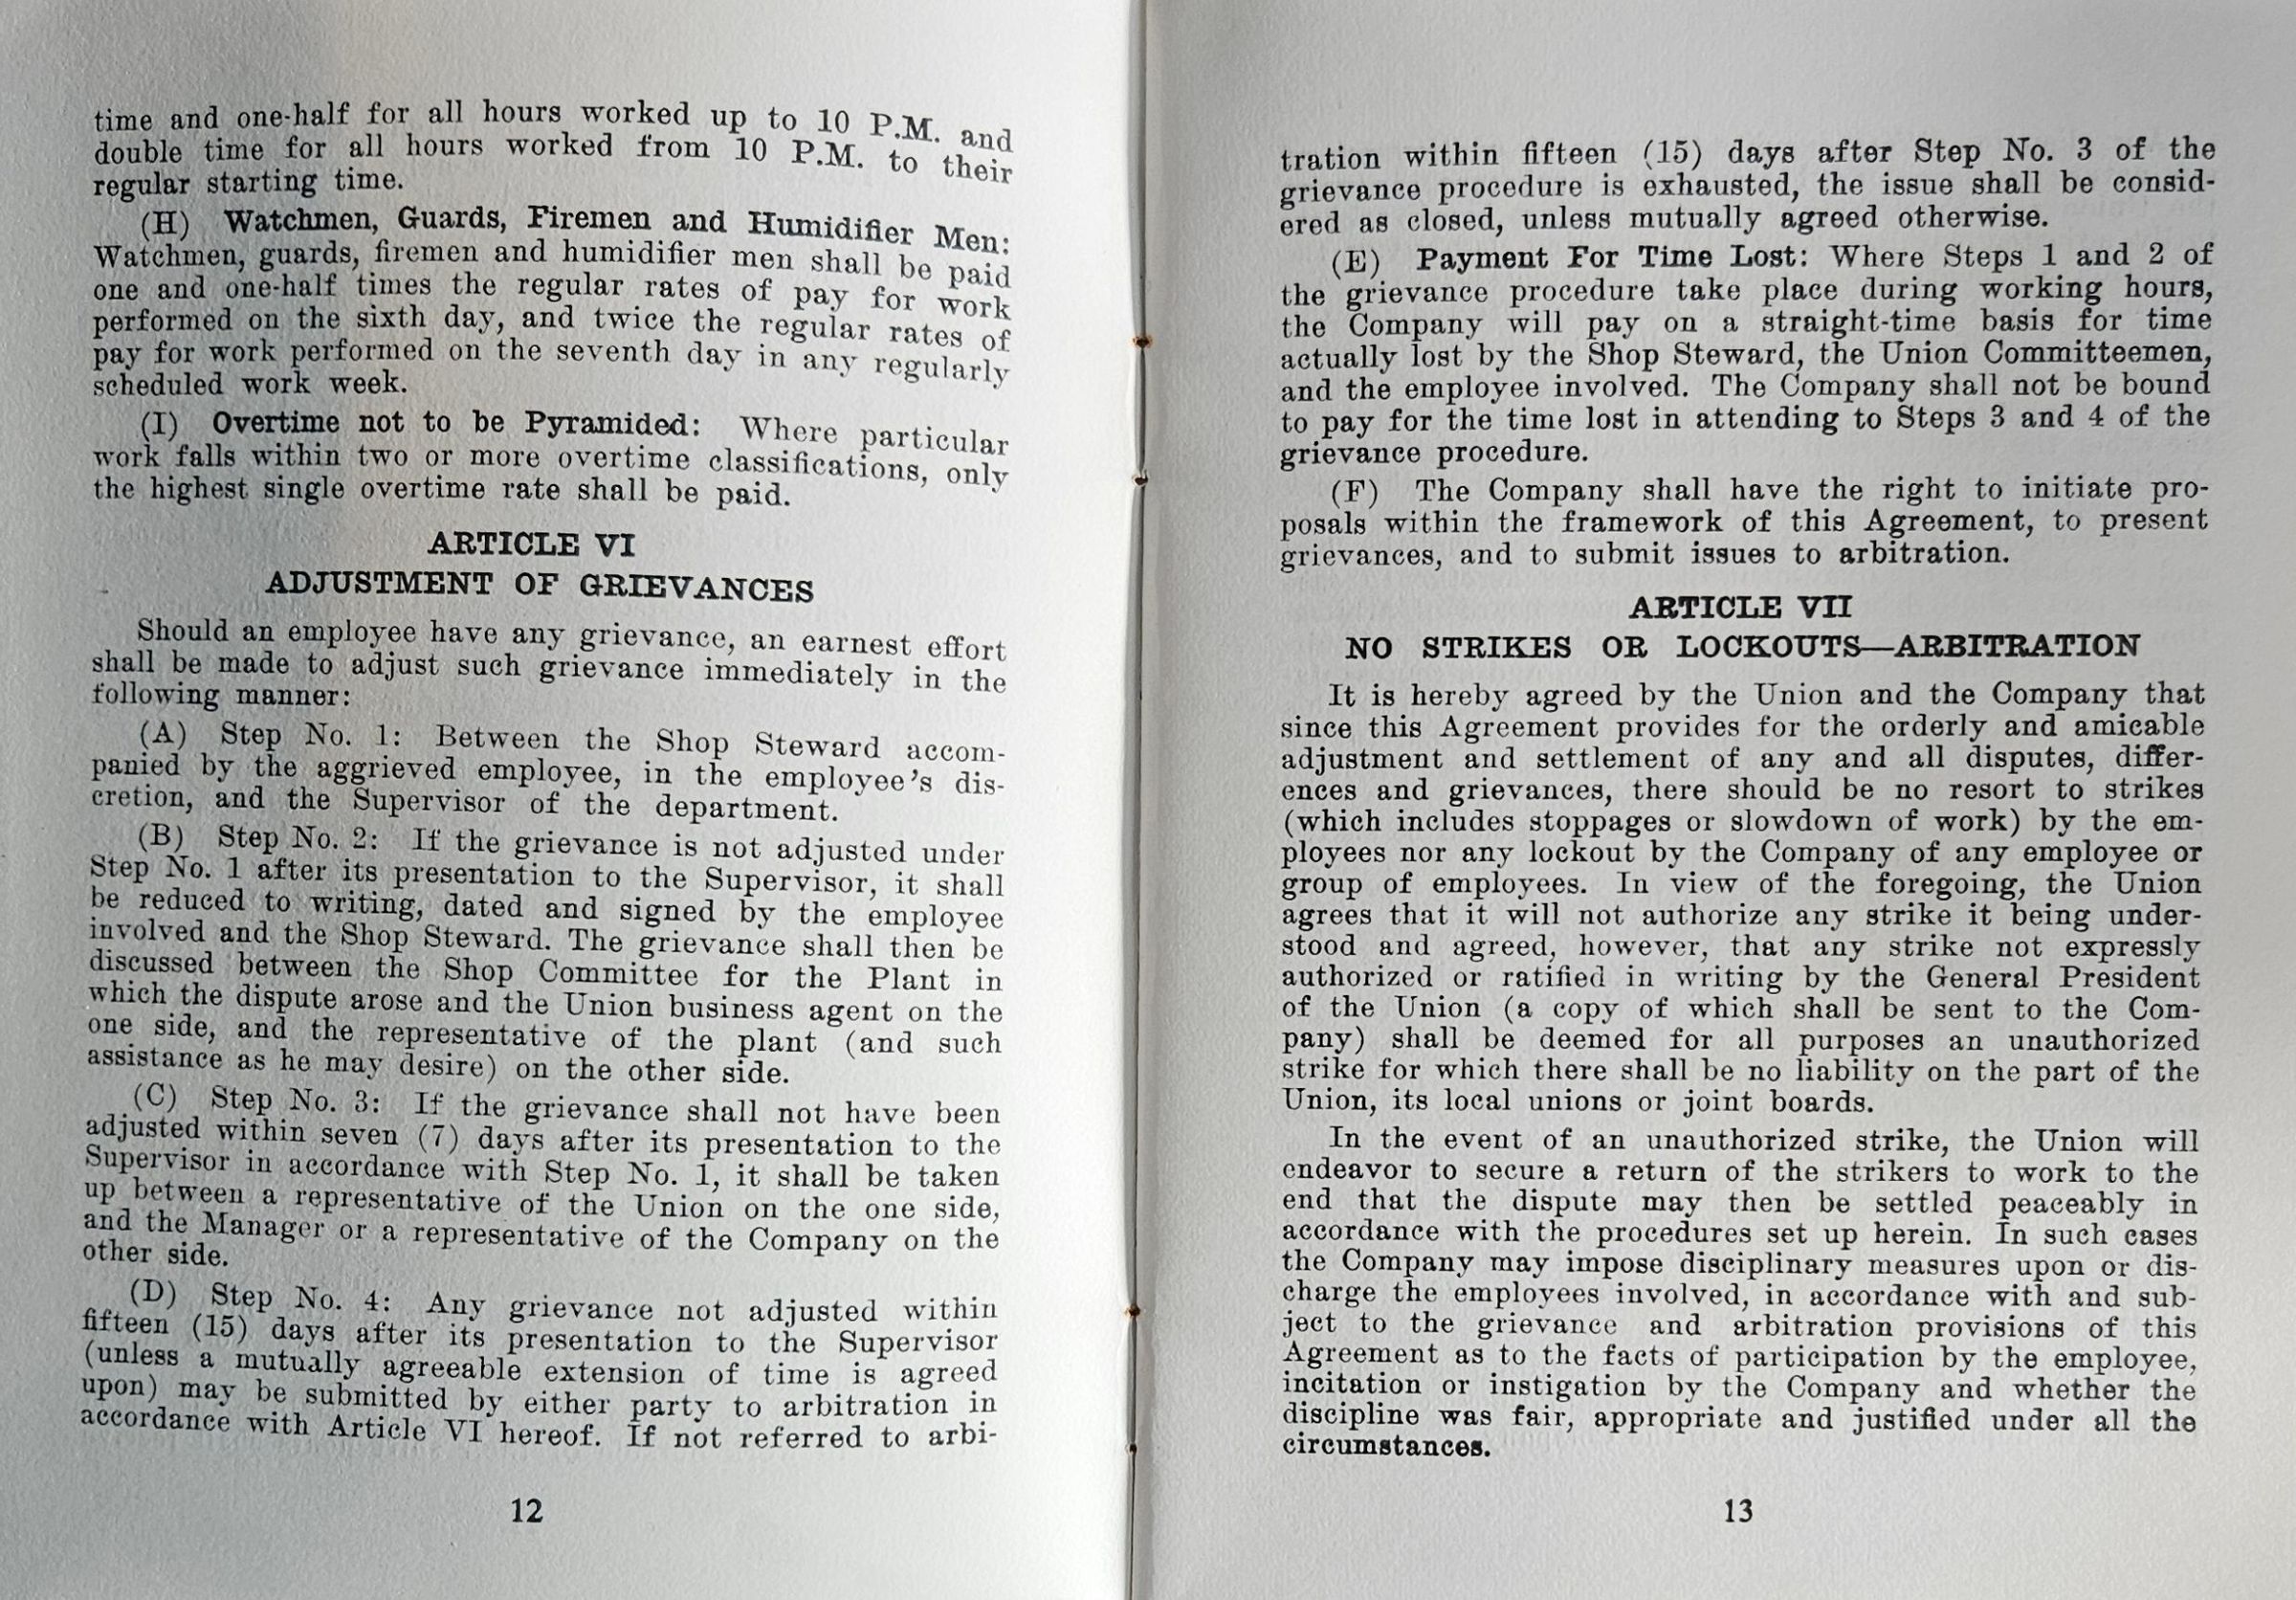 time and one-half for all hours worked up to 10 P.M. and
double time for all hours worked from 10 P.M. to their
regular starting time.
(H) Watchmen, Guards, Firemen and Humidifier Men:
Watchmen, guards, firemen and humidifier men shall be paid
one and one-half times the regular rates of pay for work
performed on the sixth day, and twice the regular rates of
pay for work performed on the seventh day in any regularly
scheduled work week.
(I) Overtime not to be Pyramided: Where particular
work falls within two or more overtime classifications, only
the highest single overtime rate shall be paid.
ARTICLE VI
ADJUSTMENT OF GRIEVANCES
Should an employee have any grievance, an earnest effort
shall be made to adjust such grievance immediately in the
following manner:
(A) Step No. 1: Between the Shop Steward accom-
panied by the aggrieved employee, in the employee's dis-
cretion, and the Supervisor of the department.
(B) Step No. 2: If the grievance is not adjusted under
Step No. 1 after its presentation to the Supervisor, it shall
be reduced to writing, dated and signed by the employee
involved and the Shop Steward. The grievance shall then be
discussed between the Shop Committee for the Plant in
which the dispute arose and the Union business agent on the
one side, and the representative of the plant (and such
assistance as he may desire) on the other side.
(C) Step No. 3: If the grievance shall not have been
adjusted within seven (7) days after its presentation to the
Supervisor in accordance with Step No. 1, it shall be taken
up between a representative of the Union on the one side,
and the Manager or a representative of the Company on the
other side.
(D) Step No. 4: Any grievance not adjusted within
fifteen (15) days after its presentation to the Supervisor
(unless a mutually agreeable extension of time is agreed
upon) may be submitted by either party to arbitration in
accordance with Article VI hereof. If not referred to arbi-
12
tration within fifteen (15) days after Step No. 3 of the
grievance procedure is exhausted, the issue shall be consid-
ered as closed, unless mutually agreed otherwise.
(E) Payment For Time Lost: Where Steps 1 and 2 of
the grievance procedure take place during working hours,
the Company will pay on a straight-time basis for time
actually lost by the Shop Steward, the Union Committeemen,
and the employee involved. The Company shall not be bound
to pay for the time lost in attending to Steps 3 and 4 of the
grievance procedure.
(F) The Company shall have the right to initiate pro-
posals within the framework of this Agreement, to present
grievances, and to submit issues to arbitration.
ARTICLE VII
NO STRIKES OR LOCKOUTS—ARBITRATION
It is hereby agreed by the Union and the Company that
since this Agreement provides for the orderly and amicable
adjustment and settlement of any and all disputes, differ-
ences and grievances, there should be no resort to strikes
(which includes stoppages or slowdown of work) by the em-
ployees nor any lockout by the Company of any employee or
group of employees. In view of the foregoing, the Union
agrees that it will not authorize any strike it being under-
stood and agreed, however, that any strike not expressly
authorized or ratified in writing by the General President
of the Union (a copy of which shall be sent to the Com-
pany) shall be deemed for all purposes an unauthorized
strike for which there shall be no liability on the part of the
Union, its local unions or joint boards.
In the event of an unauthorized strike, the Union will
endeavor to secure a return of the strikers to work to the
end that the dispute may then be settled peaceably in
accordance with the procedures set up herein. In such cases
the Company may impose disciplinary measures upon or dis-
charge the employees involved, in accordance with and sub-
ject to the grievance and arbitration provisions of this
Agreement as to the facts of participation by the employee,
incitation or instigation by the Company and whether the
discipline was fair, appropriate and justified under all the
circumstances.
13